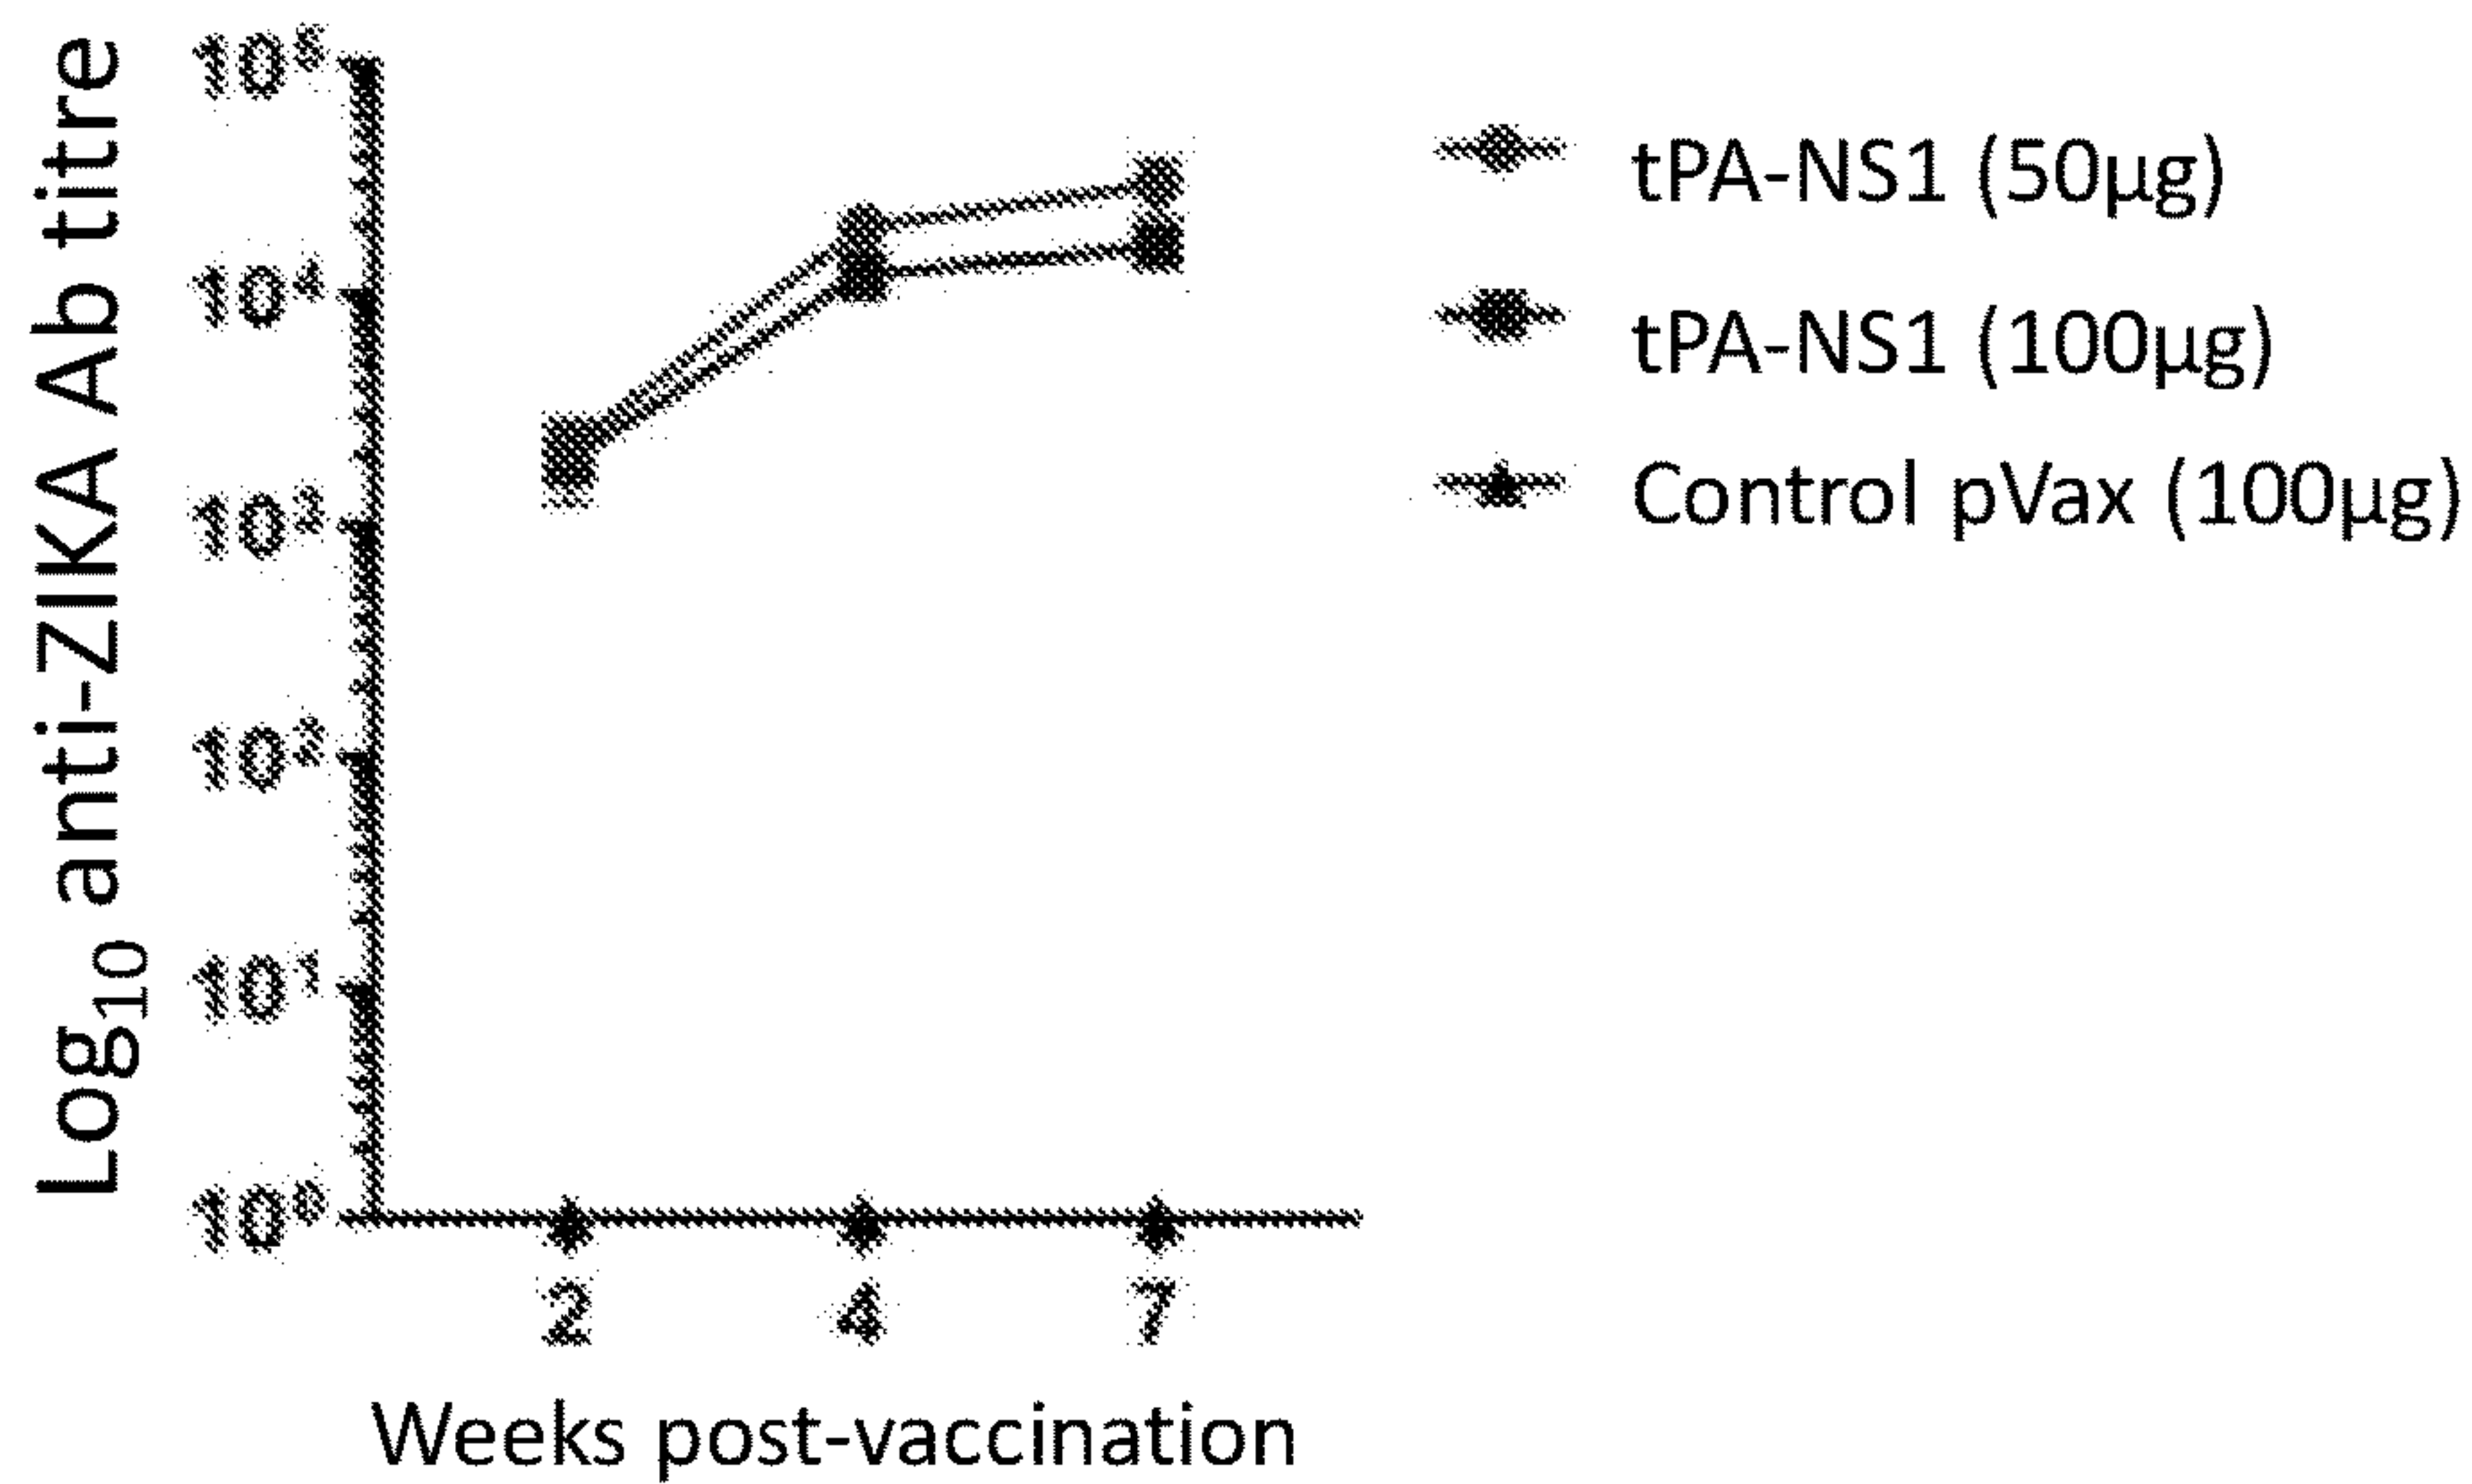 Log₁₀ anti-ZIKA Ab titre
10⁵
10⁴
10³
10²
10¹
10⁰
2 4 7
Weeks post-vaccination
tPA-NS1 (50µg)
tPA-NS1 (100µg)
Control pVax (100µg)